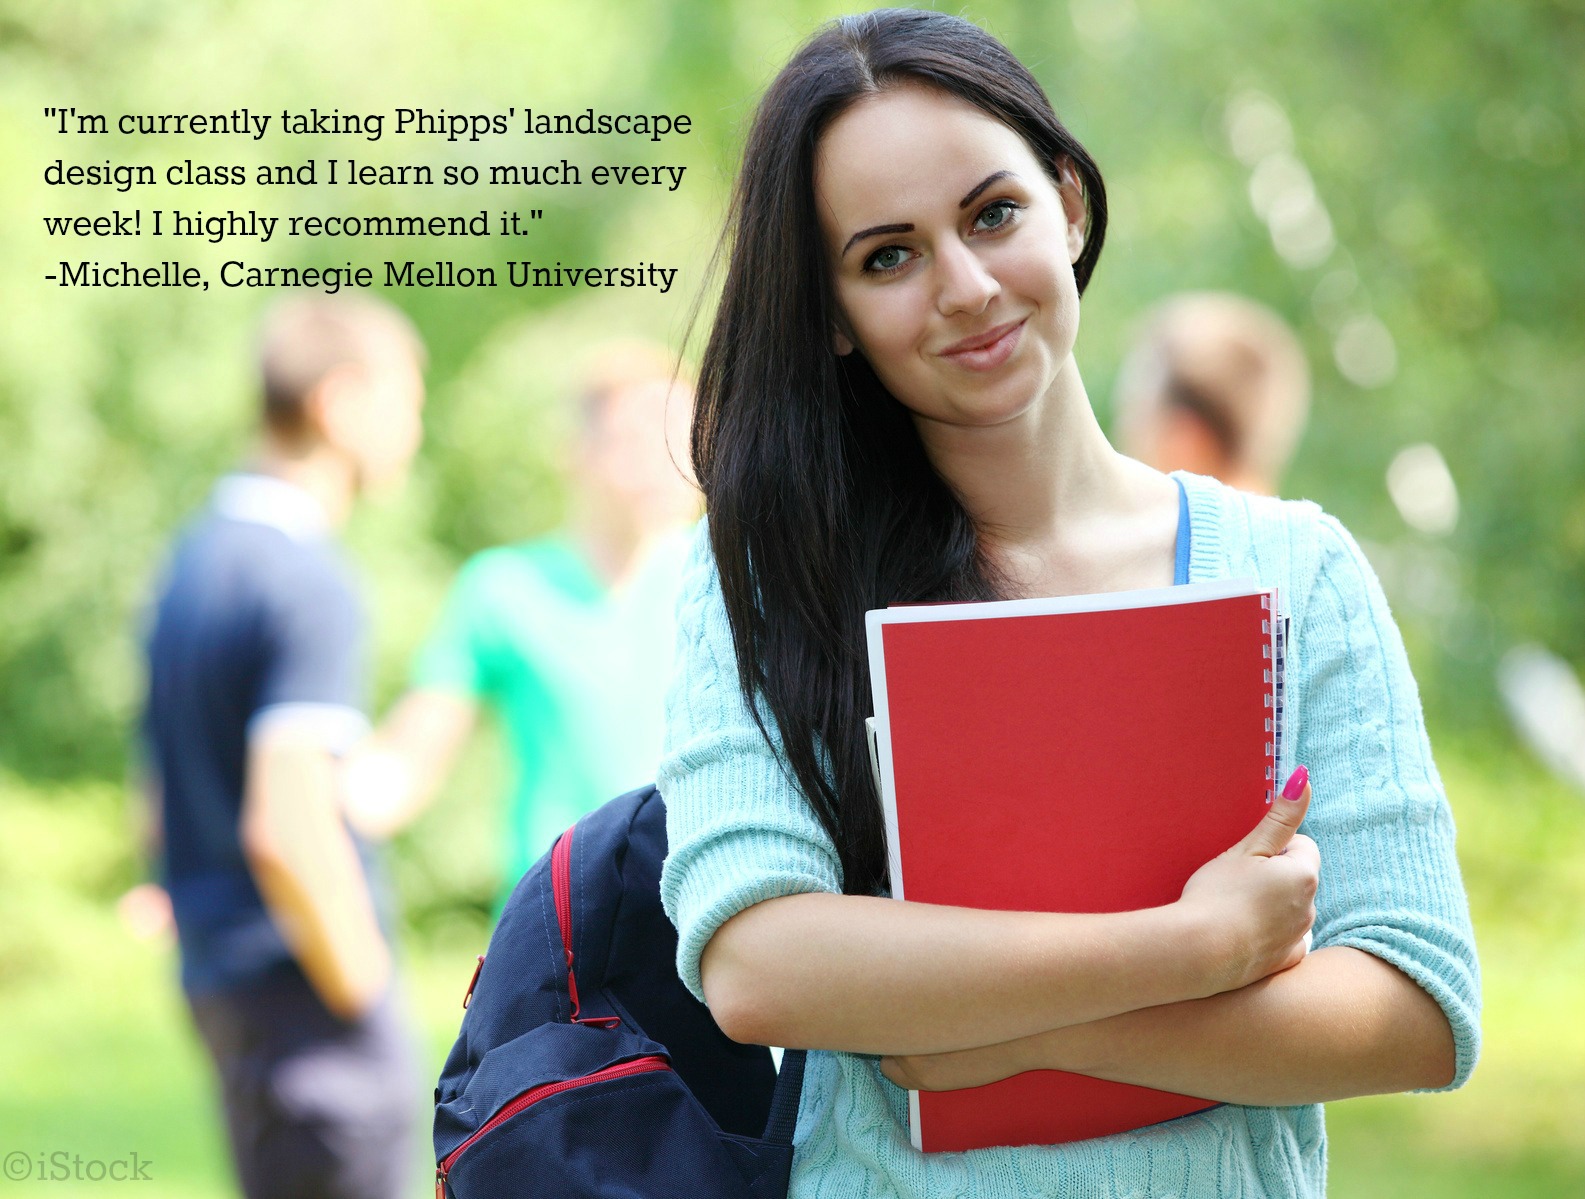 "I'm currently taking Phipps' landscape
design class and I learn so much every
week! I highly recommend it."
-Michelle, Carnegie Mellon University
©iStock